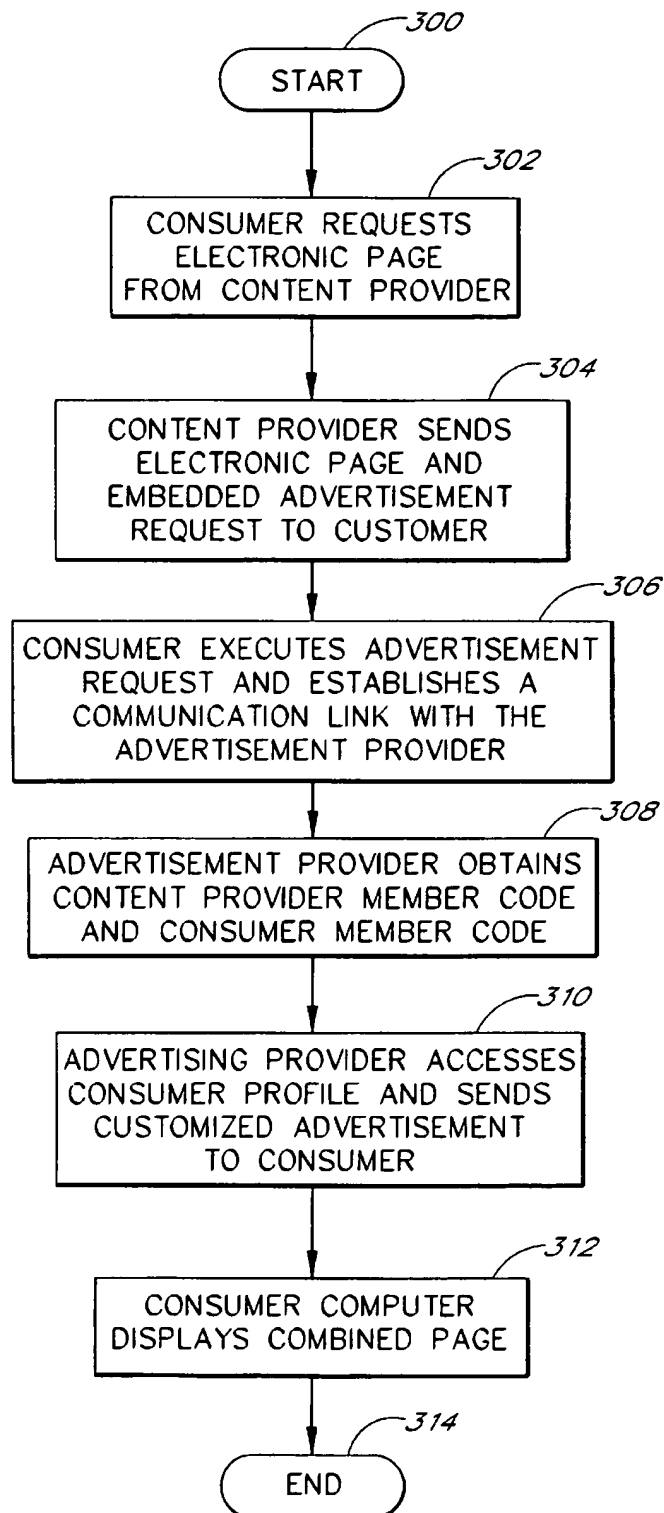 300
START
302
CONSUMER REQUESTS
ELECTRONIC PAGE
FROM CONTENT PROVIDER
304
CONTENT PROVIDER SENDS
ELECTRONIC PAGE AND
EMBEDDED ADVERTISEMENT
REQUEST TO CUSTOMER
306
CONSUMER EXECUTES ADVERTISEMENT
REQUEST AND ESTABLISHES A
COMMUNICATION LINK WITH THE
ADVERTISEMENT PROVIDER
308
ADVERTISEMENT PROVIDER OBTAINS
CONTENT PROVIDER MEMBER CODE
AND CONSUMER MEMBER CODE
310
ADVERTISING PROVIDER ACCESSES
CONSUMER PROFILE AND SENDS
CUSTOMIZED ADVERTISEMENT
TO CONSUMER
312
CONSUMER COMPUTER
DISPLAYS COMBINED PAGE
314
END